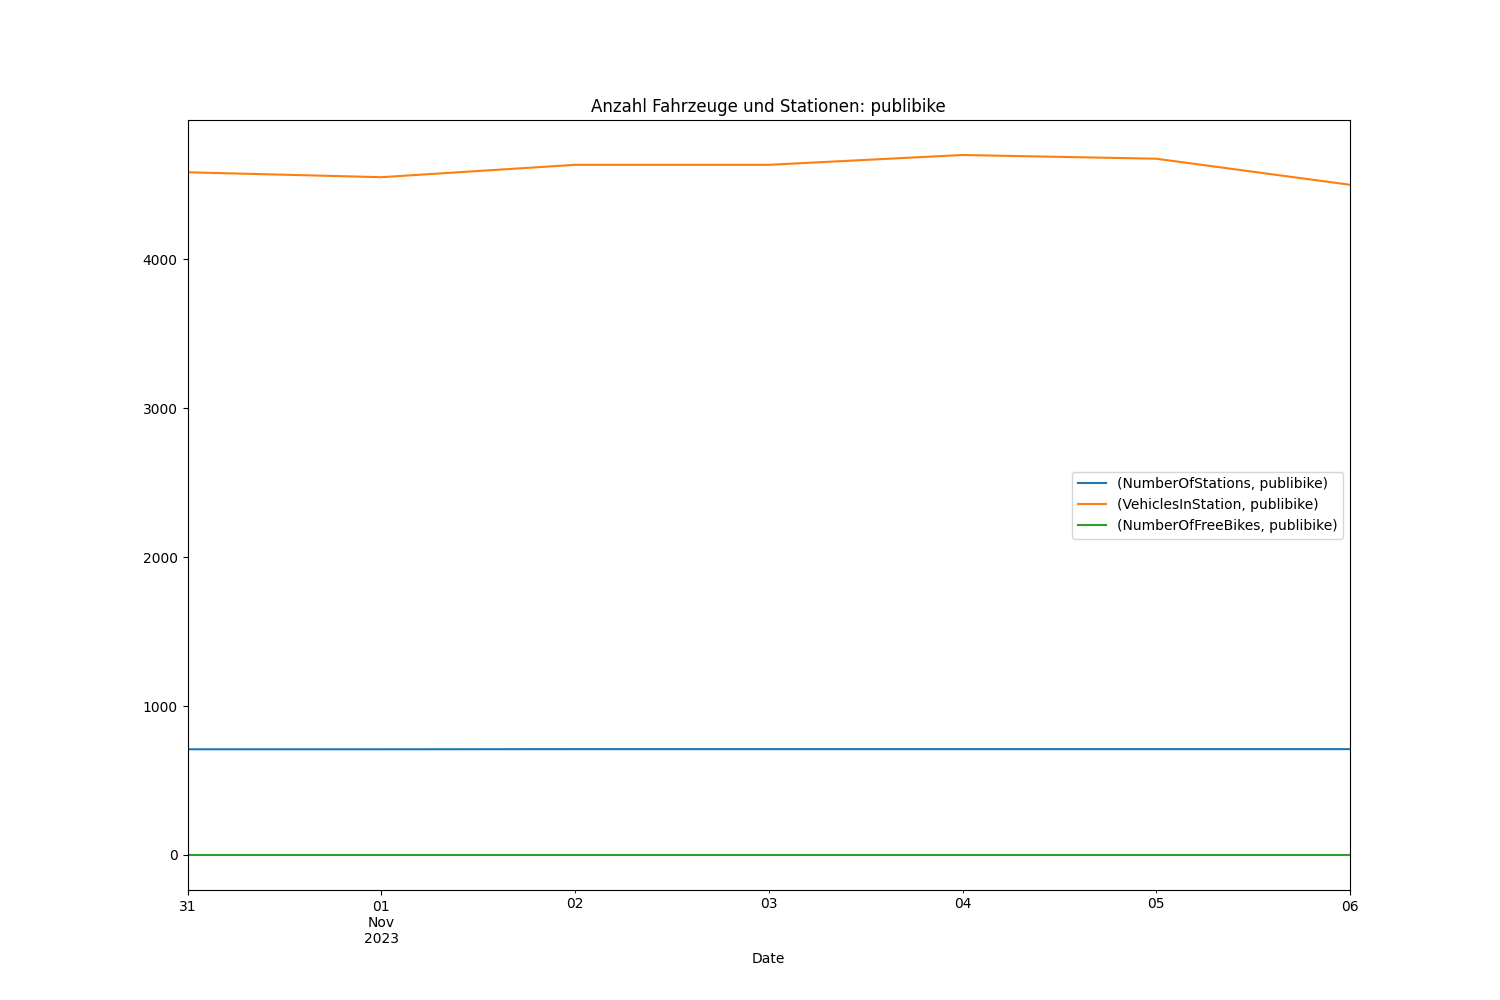 Anzahl Fahrzeuge und Stationen: publibike
4000
3000
2000
1000
0
(NumberOfStations, publibike)
(VehiclesInStation, publibike)
(NumberOfFreeBikes, publibike)
31
01
Nov
2023
02
03
04
05
06
Date